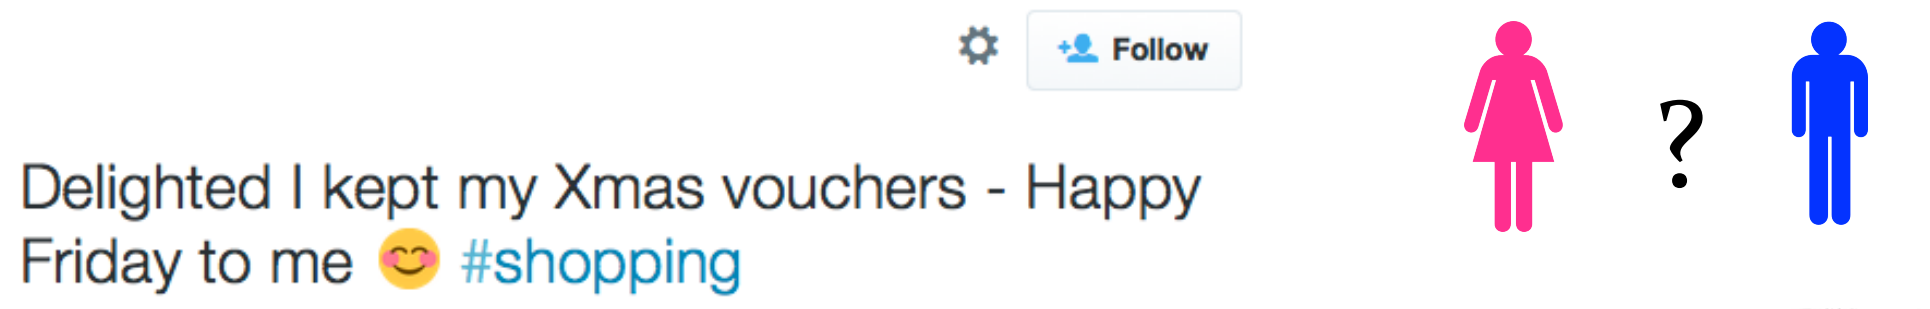 Follow
Delighted I kept my Xmas vouchers - Happy
Friday to me 😊 #shopping
?